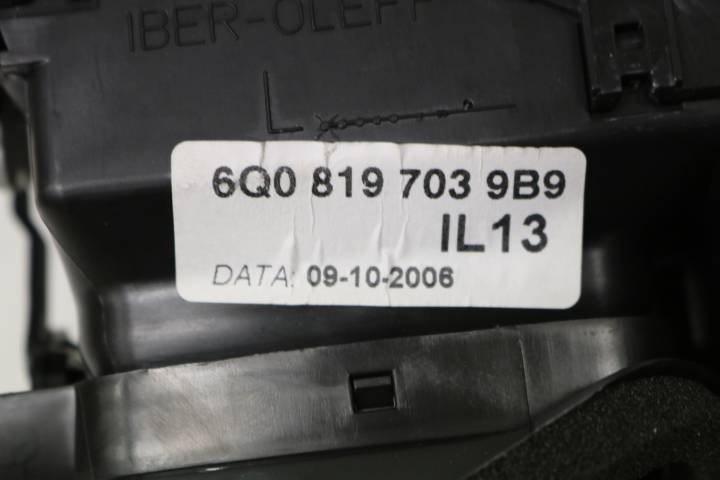 IBER-OLEFF
L
6Q0 819 703 9B9
IL13
DATA: 09-10-2006